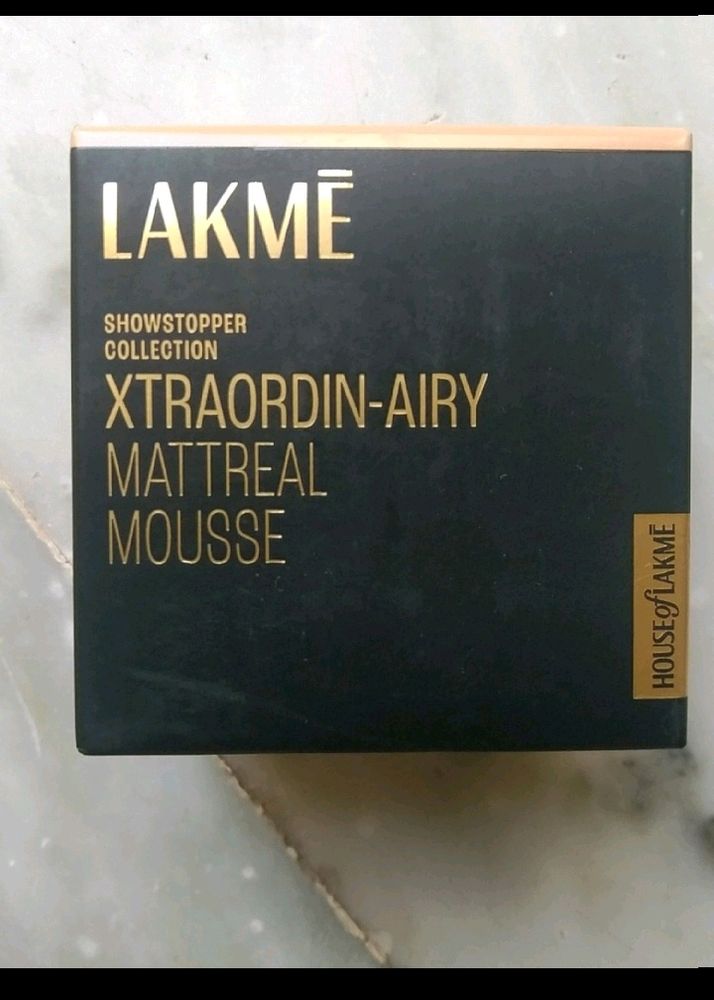 LAKMĒ
SHOWSTOPPER
COLLECTION
XTRAORDIN-AIRY
MATTREAL
MOUSSE
HOUSE of LAKMĒ